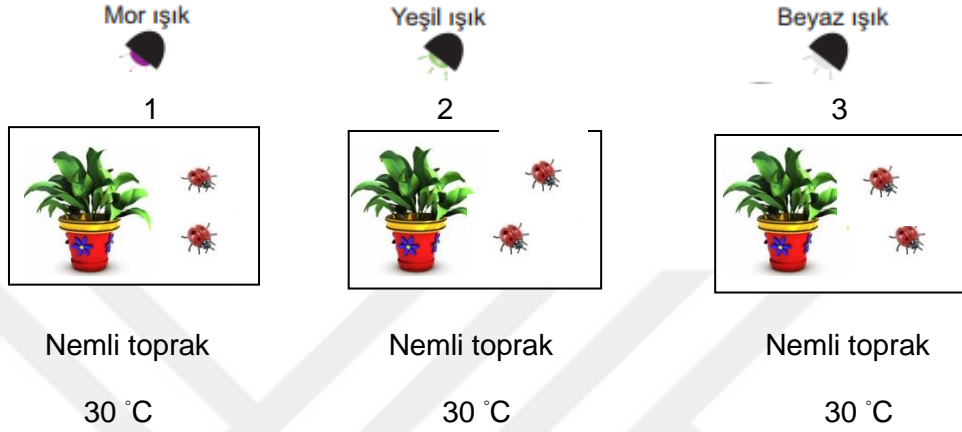 Mor ışık Yeşil ışık Beyaz ışık
1 2 3
Nemli toprak Nemli toprak Nemli toprak
30 °C 30 °C 30 °C